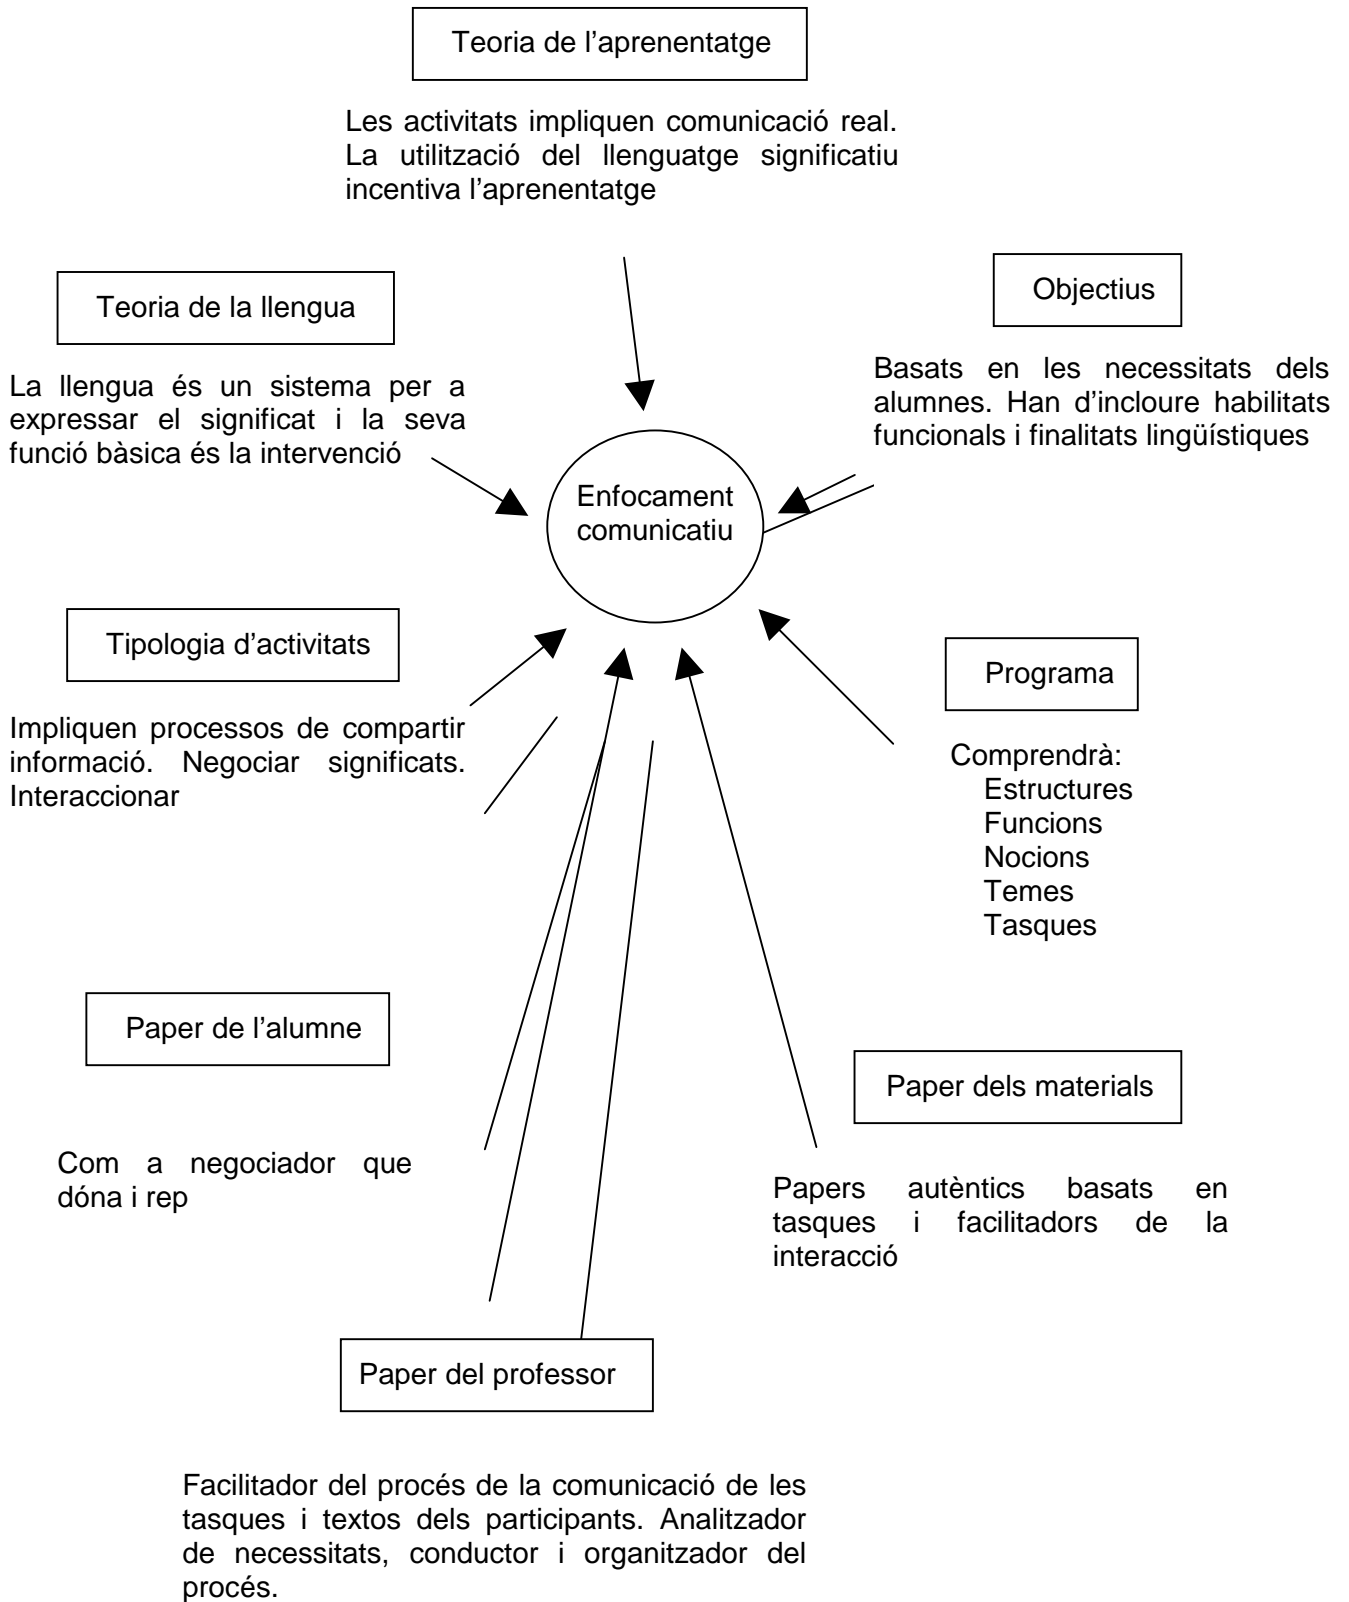 Teoria de l’aprenentatge
Les activitats impliquen comunicació real.
La utilització del llenguatge significatiu
incentiva l’aprenentatge
Teoria de la llengua
La llengua és un sistema per a
expressar el significat i la seva
funció bàsica és la intervenció
Objectius
Basats en les necessitats dels
alumnes. Han d’incloure habilitats
funcionals i finalitats lingüístiques
Enfocament
comunicatiu
Tipologia d’activitats
Impliquen processos de compartir
informació. Negociar significats.
Interaccionar
Programa
Comprendrà:
Estructures
Funcions
Nocions
Temes
Tasques
Paper de l’alumne
Com a negociador que
dóna i rep
Paper dels materials
Papers autèntics basats en
tasques i facilitadors de la
interacció
Paper del professor
Facilitador del procés de la comunicació de les
tasques i textos dels participants. Analitzador
de necessitats, conductor i organitzador del
procés.